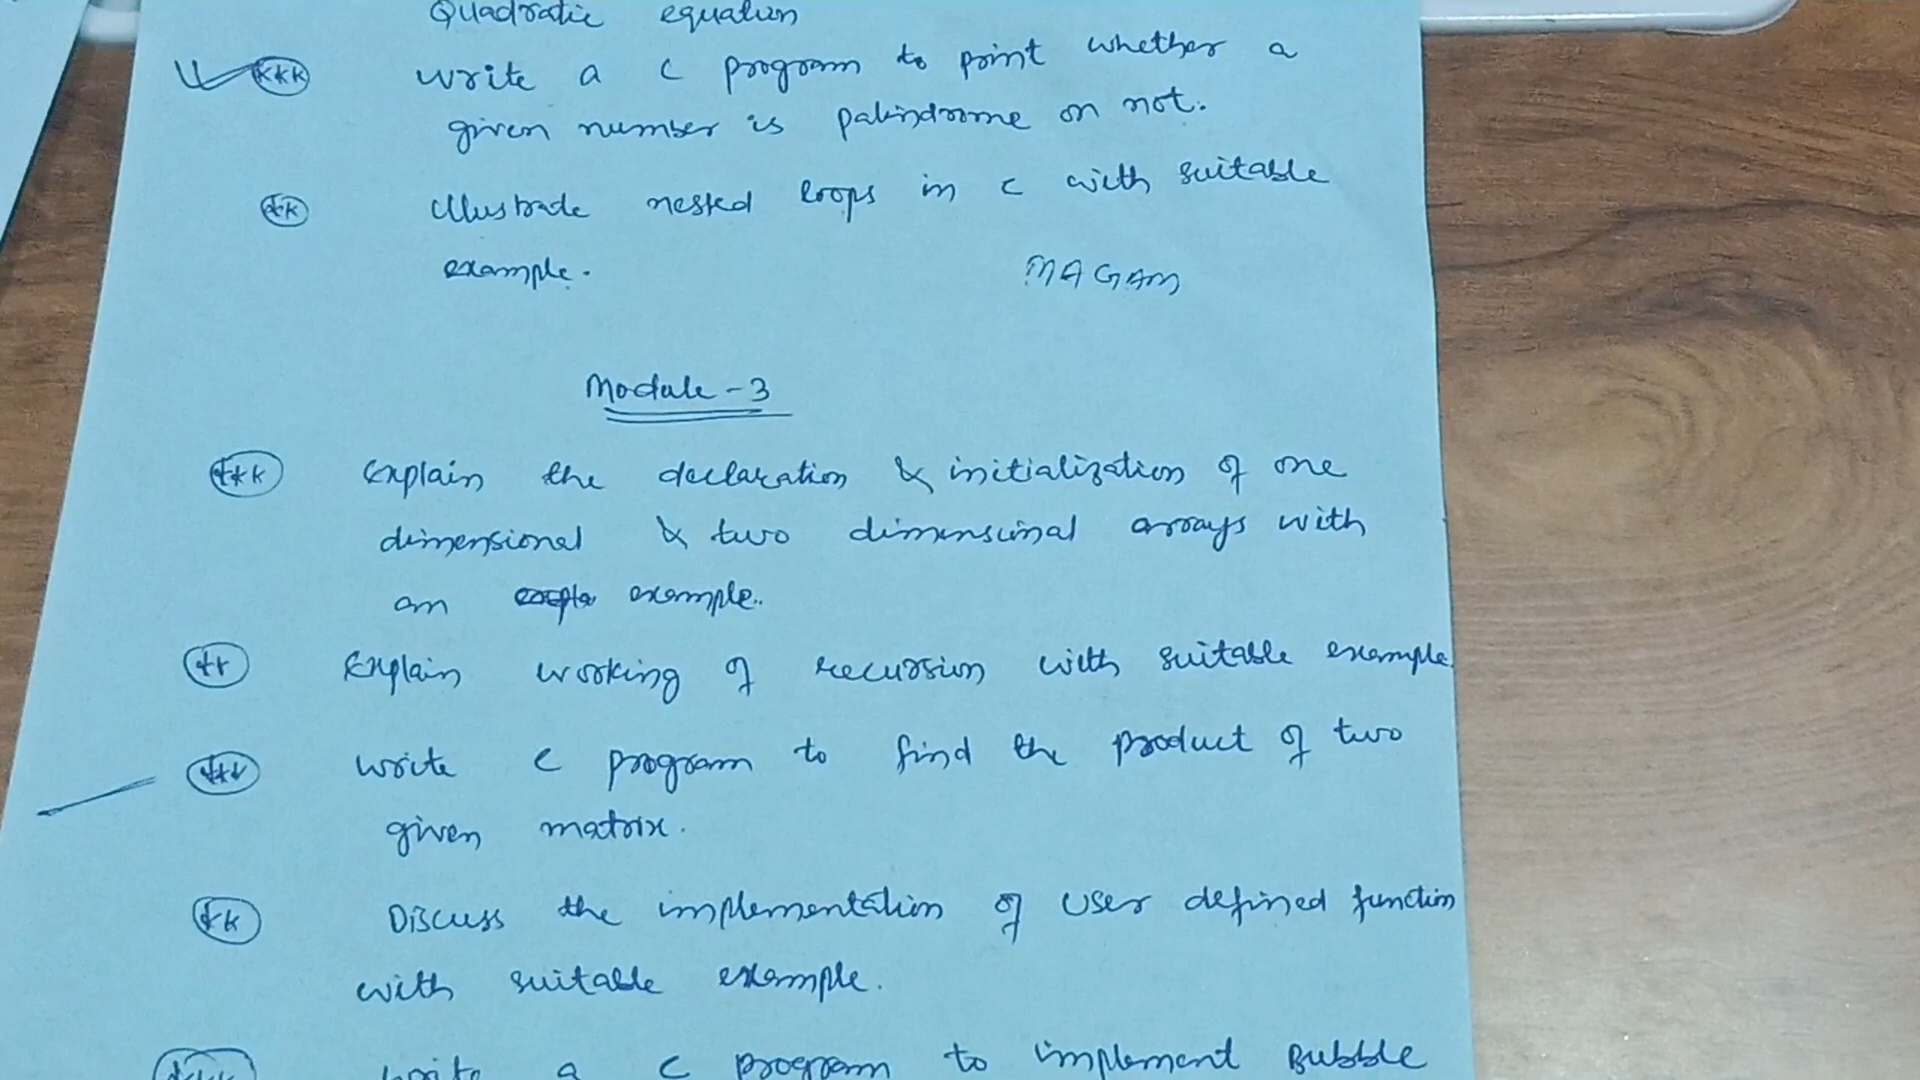 Quadratic equation
*** write a c program to print whether a
given number is palindrome on not.
** illustrate nested loops in c with suitable
example.
MAGAM
Module - 3
*** Explain the declaration & initialization of one
dimensional & two dimensional arrays with
an example..
** Explain working of recursion with suitable example
*** write c program to find the product of two
given matrix.
** Discuss the implementation of user defined function
with suitable example.
*** write a c program to implement Bubble